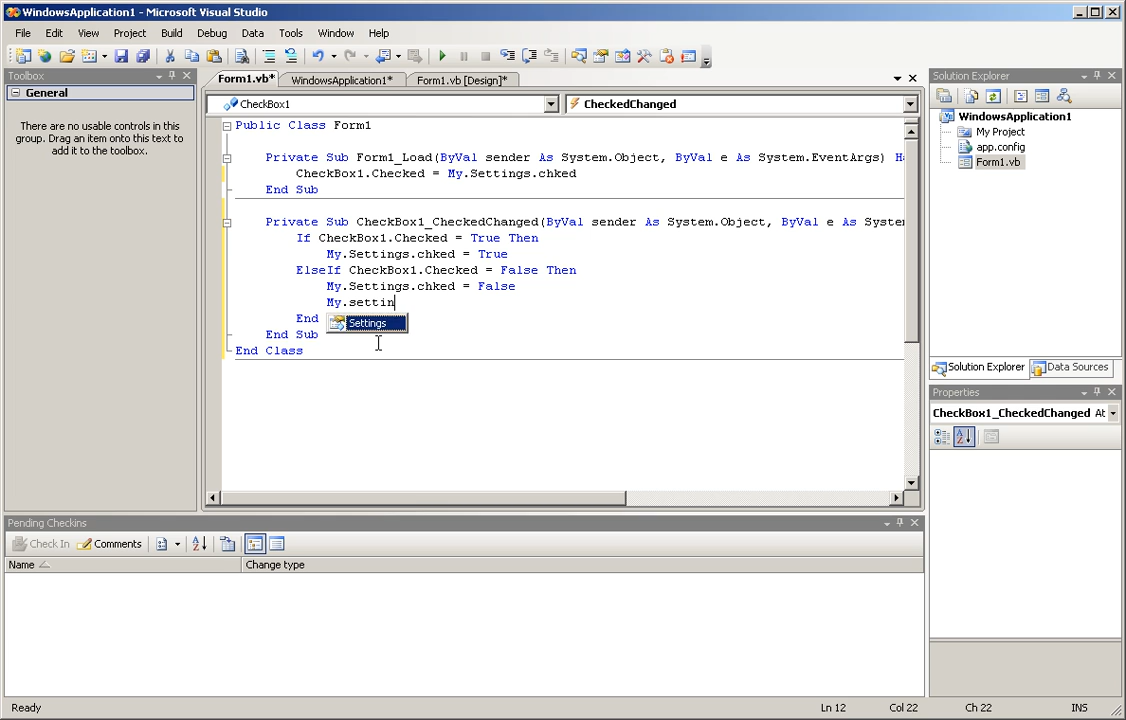 WindowsApplication1 - Microsoft Visual Studio
File Edit View Project Build Debug Data Tools Window Help
Toolbox
General
There are no usable controls in this
group. Drag an item onto this text to
add it to the toolbox.
Form1.vb* WindowsApplication1* Form1.vb [Design]*
CheckBox1 CheckedChanged
Public Class Form1
Private Sub Form1_Load(ByVal sender As System.Object, ByVal e As System.EventArgs) Ha
CheckBox1.Checked = My.Settings.chked
End Sub
Private Sub CheckBox1_CheckedChanged(ByVal sender As System.Object, ByVal e As System
If CheckBox1.Checked = True Then
My.Settings.chked = True
ElseIf CheckBox1.Checked = False Then
My.Settings.chked = False
My.settin
End
Settings
End Sub
End Class
Solution Explorer
WindowsApplication1
My Project
app.config
Form1.vb
Solution Explorer Data Sources
Properties
CheckBox1_CheckedChanged At
Pending Checkins
Check In Comments
Name Change type
Ready Ln 12 Col 22 Ch 22 INS